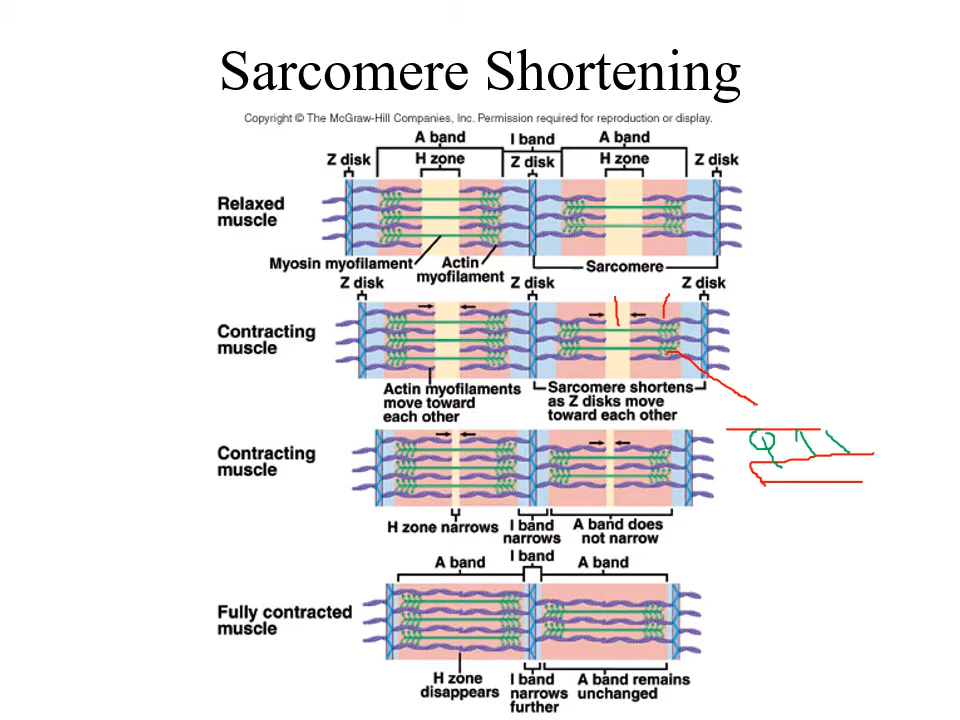 Sarcomere Shortening
Copyright © The McGraw-Hill Companies, Inc. Permission required for reproduction or display.
A band
I band
A band
Z disk
H zone
Z disk
H zone
Z disk
Relaxed
muscle
Myosin myofilament
Actin
myofilament
Sarcomere
Z disk
Z disk
Z disk
Contracting
muscle
Actin myofilaments
move toward
each other
Sarcomere shortens
as Z disks move
toward each other
Contracting
muscle
H zone narrows
I band
narrows
A band does
not narrow
A band
I band
A band
Fully contracted
muscle
H zone
disappears
I band
narrows
further
A band remains
unchanged